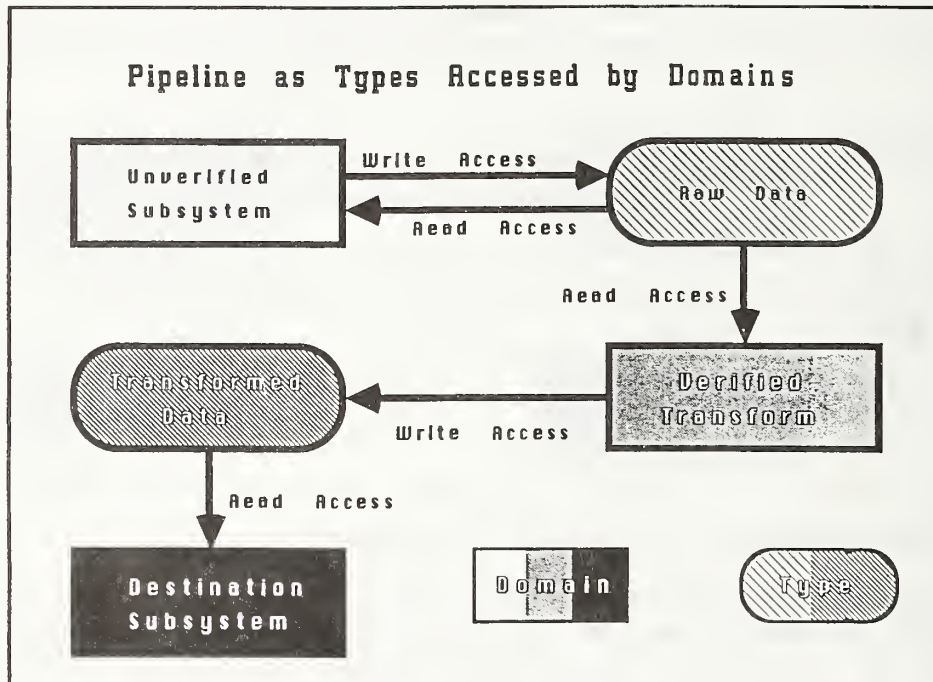 Pipeline as Types Accessed by Domains
Unverified
Subsystem
Write Access
Read Access
Raw Data
Read Access
Transformed
Data
Write Access
Verified
Transform
Read Access
Destination
Subsystem
Domain
Type